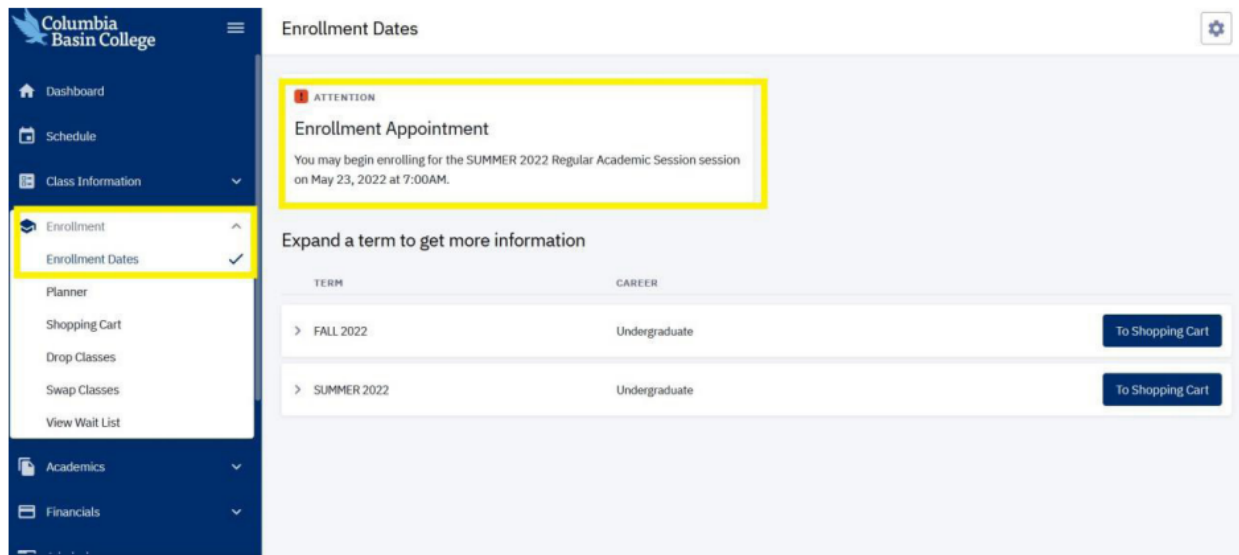 Columbia
Basin College
Enrollment Dates
Dashboard
Schedule
Class Information
Enrollment
Enrollment Dates
Planner
Shopping Cart
Drop Classes
Swap Classes
View Wait List
Academics
Financials
ATTENTION
Enrollment Appointment
You may begin enrolling for the SUMMER 2022 Regular Academic Session session
on May 23, 2022 at 7:00AM.
Expand a term to get more information
TERM CAREER
FALL 2022 Undergraduate To Shopping Cart
SUMMER 2022 Undergraduate To Shopping Cart